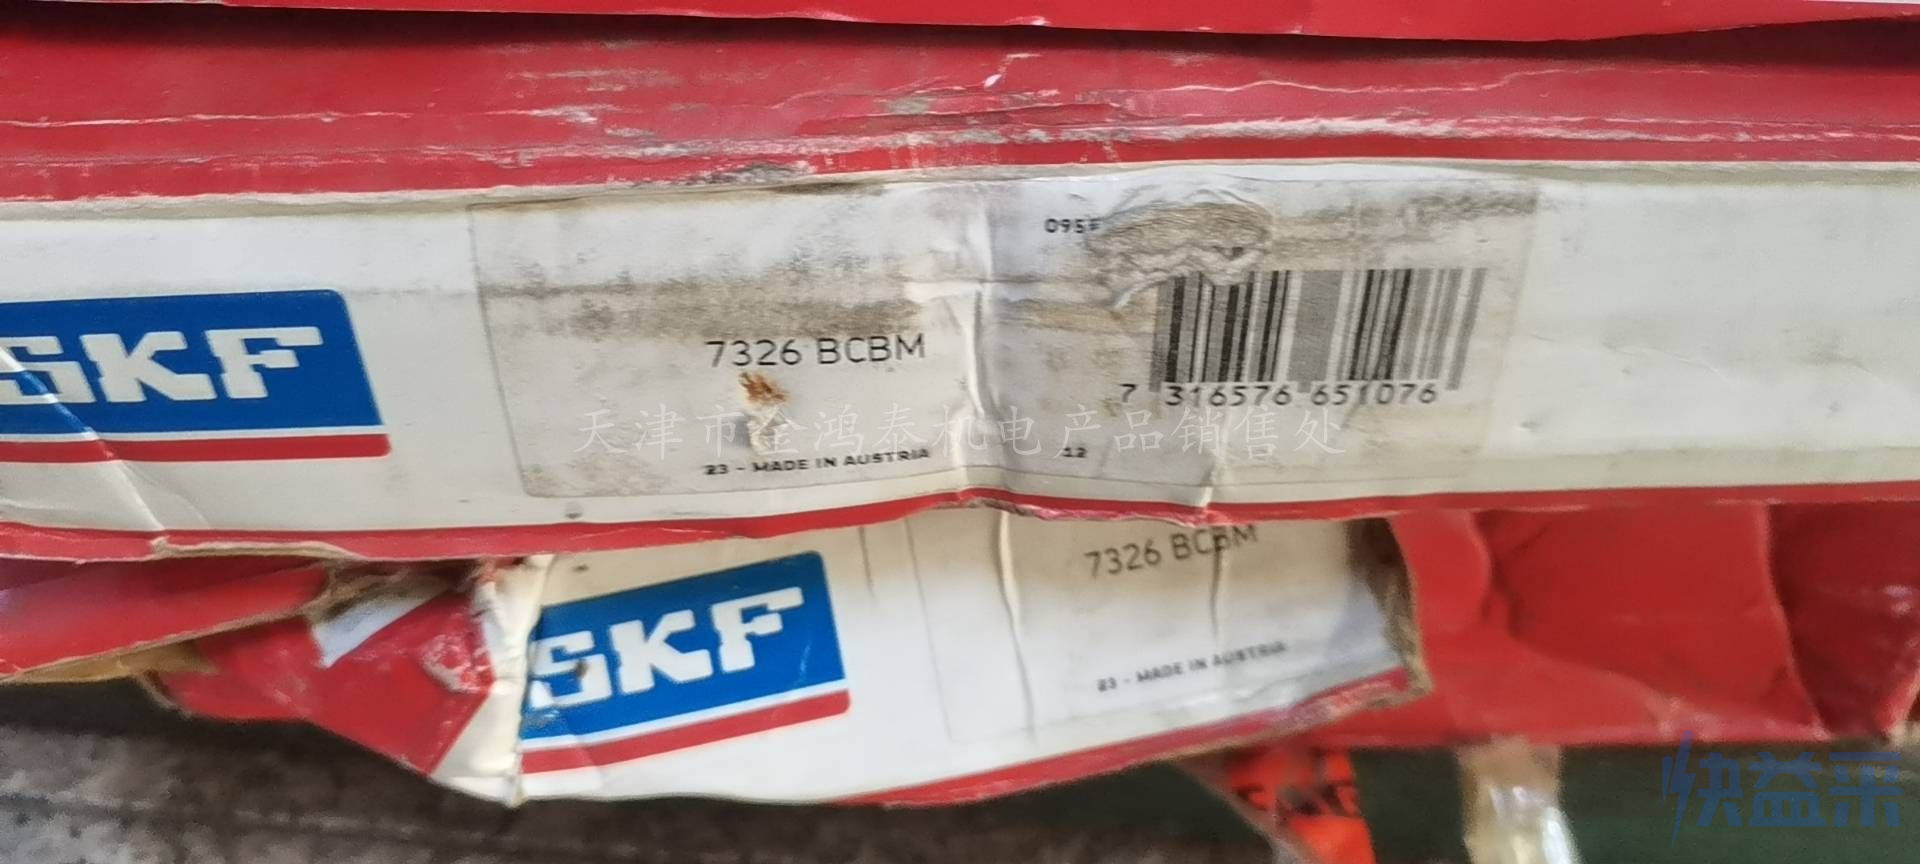 095F
SKF
7326 BCBM
7 316576 651076
天津市金鸿泰机电产品销售处
23 - MADE IN AUSTRIA
12
7326 BCBM
SKF
23 - MADE IN AUSTRIA
快益采